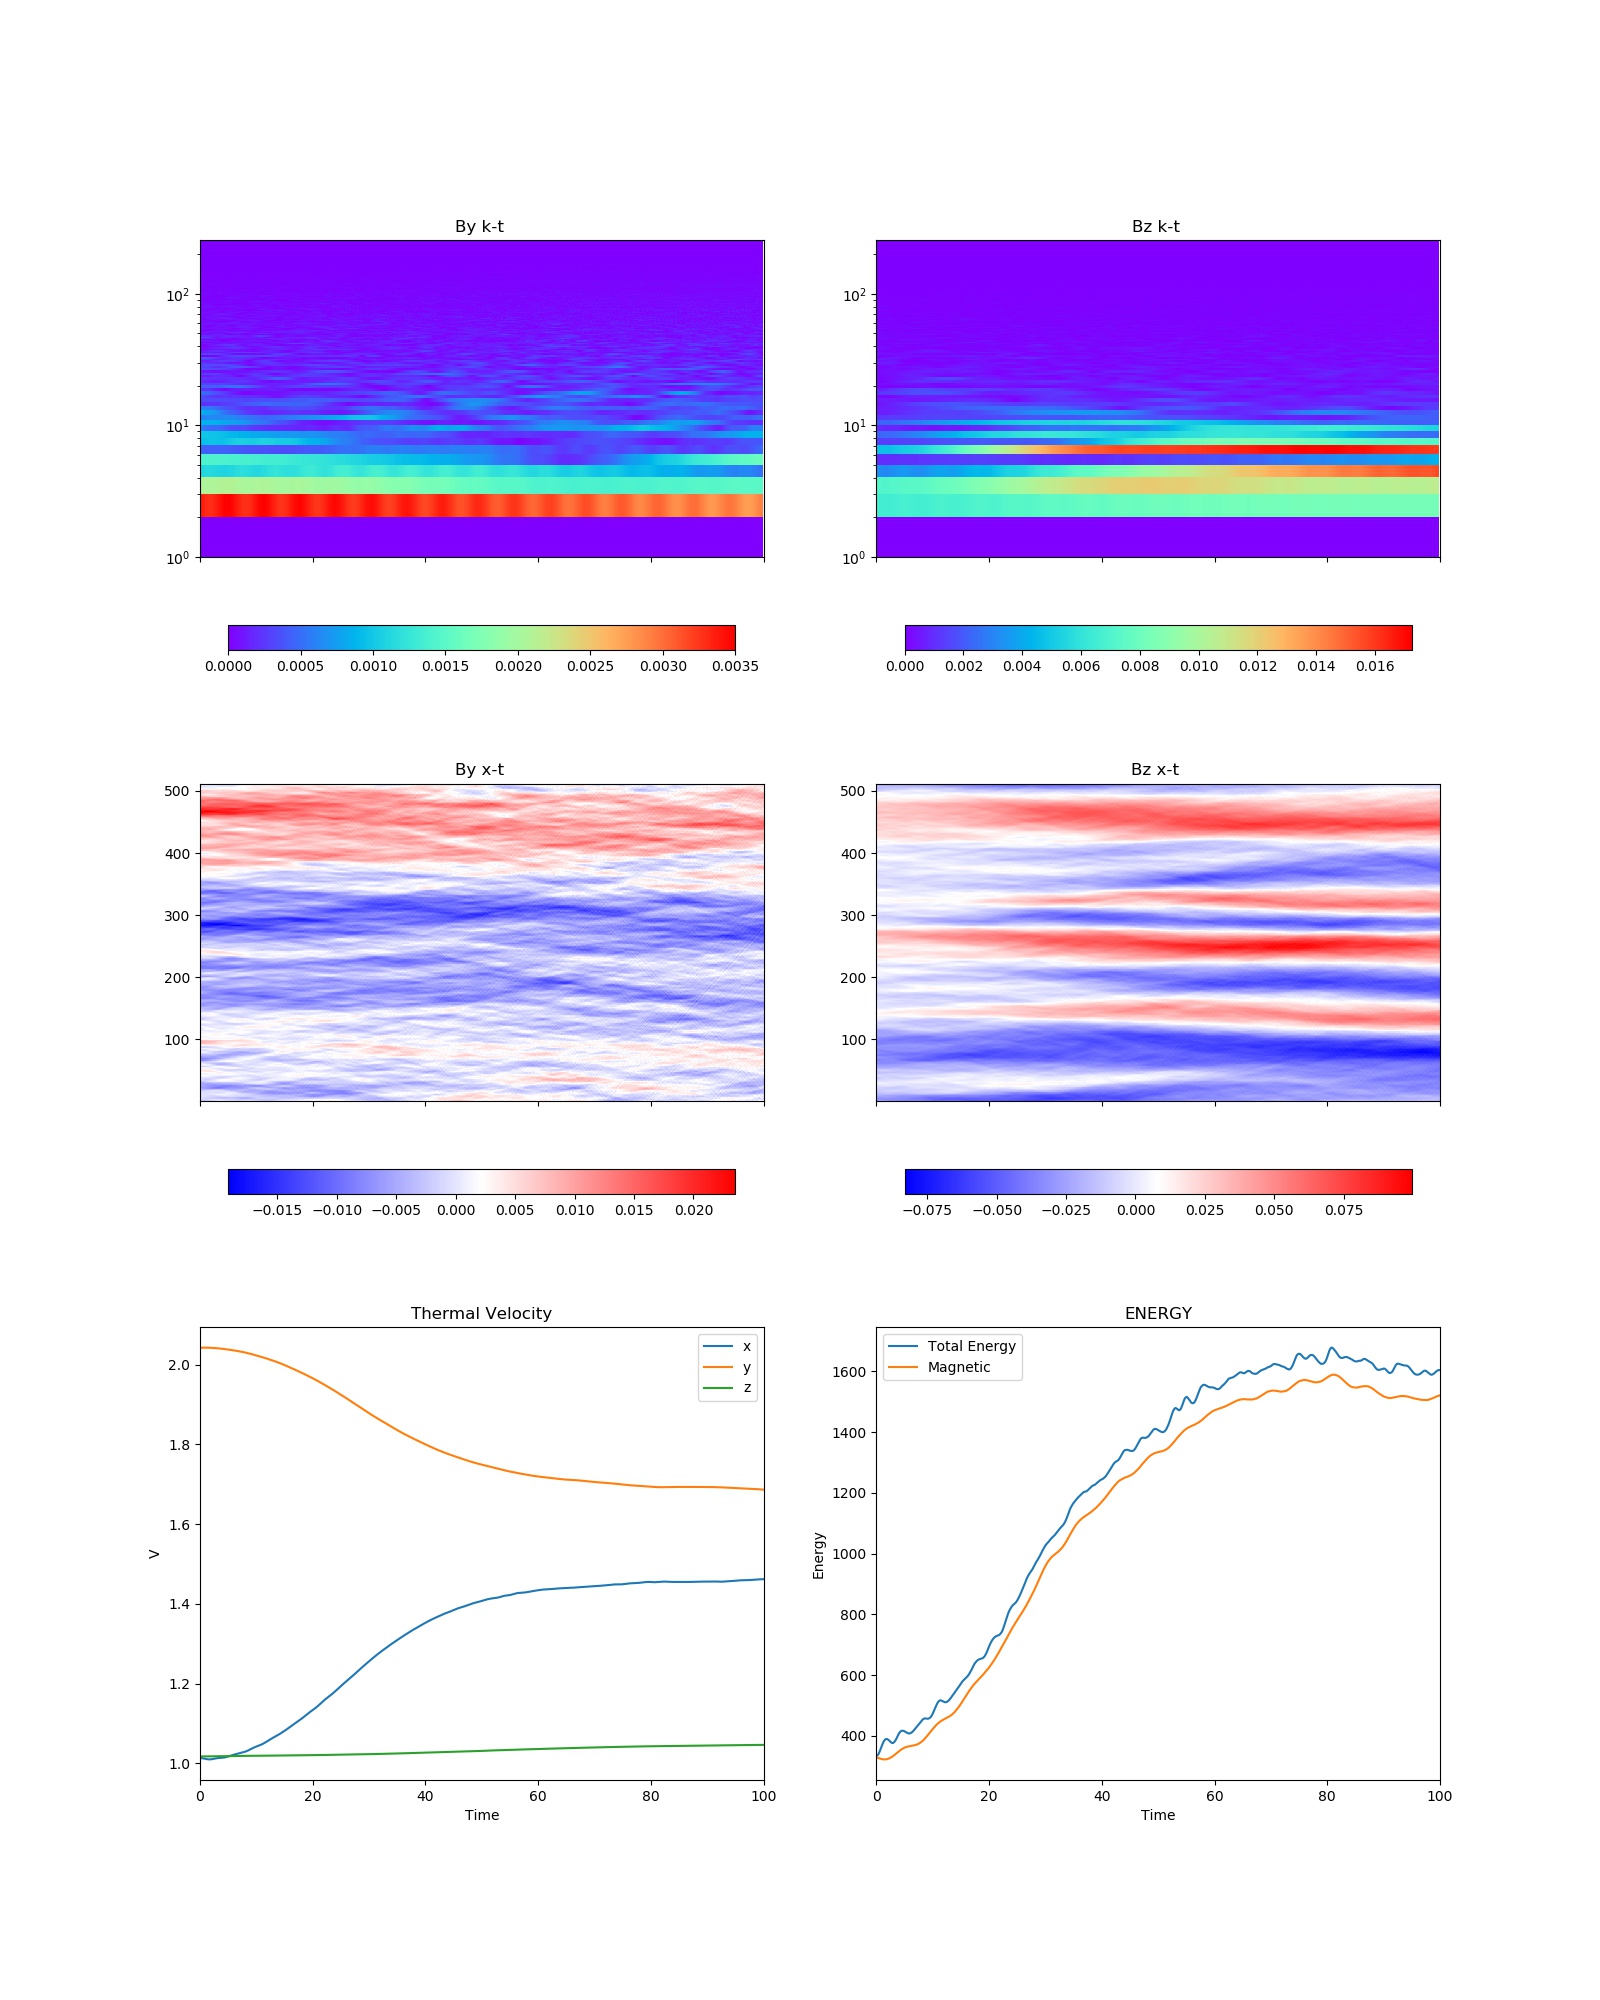 By k-t
Bz k-t
10²
10¹
10⁰
10²
10¹
10⁰
0.0000 0.0005 0.0010 0.0015 0.0020 0.0025 0.0030 0.0035
0.000 0.002 0.004 0.006 0.008 0.010 0.012 0.014 0.016
By x-t
Bz x-t
500
400
300
200
100
500
400
300
200
100
−0.015 −0.010 −0.005 0.000 0.005 0.010 0.015 0.020
−0.075 −0.050 −0.025 0.000 0.025 0.050 0.075
Thermal Velocity
x
y
z
2.0
1.8
1.6
1.4
1.2
1.0
V
0 20 40 60 80 100
Time
ENERGY
Total Energy
Magnetic
1600
1400
1200
1000
800
600
400
Energy
0 20 40 60 80 100
Time